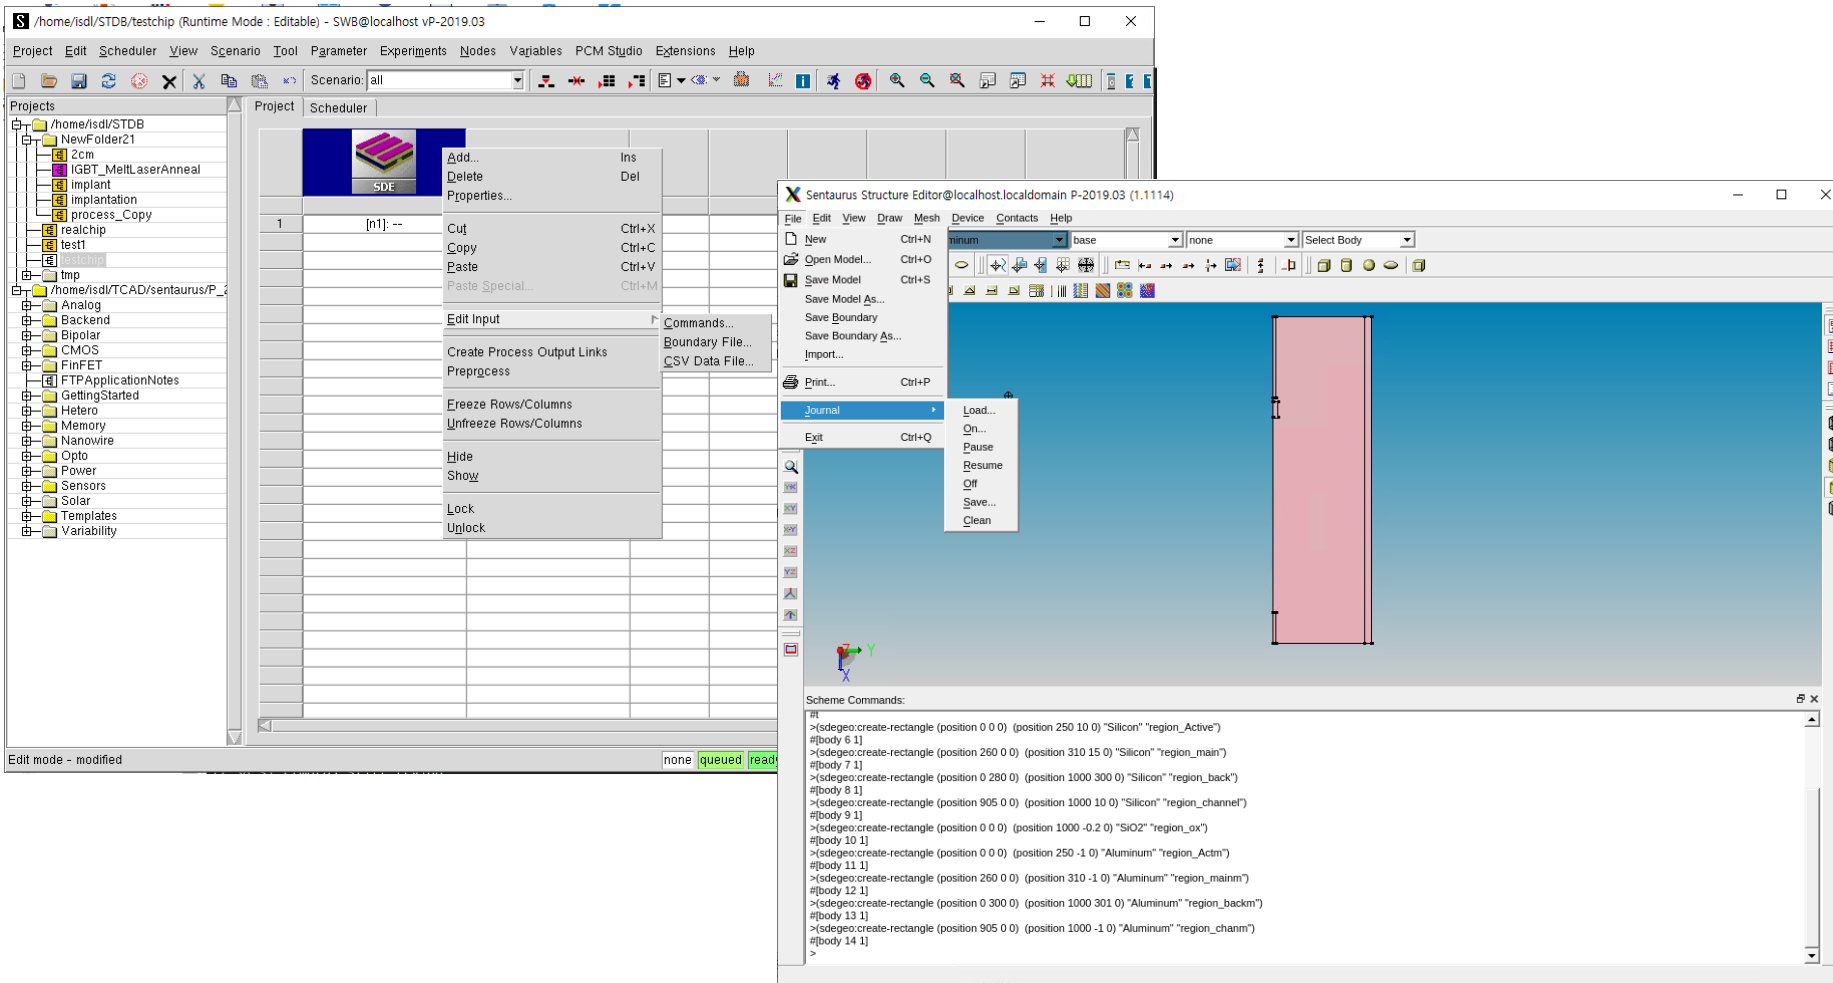 /home/isdl/STDB/testchip (Runtime Mode : Editable) - SWB@localhost vP-2019.03
Project Edit Scheduler View Scenario Tool Parameter Experiments Nodes Variables PCM Studio Extensions Help
Scenario: all
Projects
/home/isdl/STDB
NewFolder21
2cm
IGBT_MeltLaserAnneal
implant
implantation
process_Copy
realchip
test1
testchip
tmp
/home/isdl/TCAD/sentaurus/P_2
Analog
Backend
Bipolar
CMOS
FinFET
FTPApplicationNotes
GettingStarted
Hetero
Memory
Nanowire
Opto
Power
Sensors
Solar
Templates
Variability
Project Scheduler
SDE
1 [n1]: --
Add... Ins
Delete Del
Properties...
Cut Ctrl+X
Copy Ctrl+C
Paste Ctrl+V
Paste Special... Ctrl+M
Edit Input
Create Process Output Links
Preprocess
Freeze Rows/Columns
Unfreeze Rows/Columns
Hide
Show
Lock
Unlock
Commands...
Boundary File...
CSV Data File...
Edit mode - modified
none queued ready
Sentaurus Structure Editor@localhost.localdomain P-2019.03 (1.1114)
File Edit View Draw Mesh Device Contacts Help
minum base none Select Body
New Ctrl+N
Open Model... Ctrl+O
Save Model Ctrl+S
Save Model As...
Save Boundary
Save Boundary As...
Import...
Print... Ctrl+P
Journal
Exit Ctrl+Q
Load...
On...
Pause
Resume
Off
Save...
Clean
YX
XY
XZ
YZ
Z
Y
X
Scheme Commands:
#t
>(sdegeo:create-rectangle (position 0 0 0)  (position 250 10 0) "Silicon" "region_Active")
#[body 6 1]
>(sdegeo:create-rectangle (position 260 0 0)  (position 310 15 0) "Silicon" "region_main")
#[body 7 1]
>(sdegeo:create-rectangle (position 0 280 0)  (position 1000 300 0) "Silicon" "region_back")
#[body 8 1]
>(sdegeo:create-rectangle (position 905 0 0)  (position 1000 10 0) "Silicon" "region_channel")
#[body 9 1]
>(sdegeo:create-rectangle (position 0 0 0)  (position 1000 -0.2 0) "SiO2" "region_ox")
#[body 10 1]
>(sdegeo:create-rectangle (position 0 0 0)  (position 250 -1 0) "Aluminum" "region_Actm")
#[body 11 1]
>(sdegeo:create-rectangle (position 260 0 0)  (position 310 -1 0) "Aluminum" "region_mainm")
#[body 12 1]
>(sdegeo:create-rectangle (position 0 300 0)  (position 1000 301 0) "Aluminum" "region_backm")
#[body 13 1]
>(sdegeo:create-rectangle (position 905 0 0)  (position 1000 -1 0) "Aluminum" "region_chanm")
#[body 14 1]
>